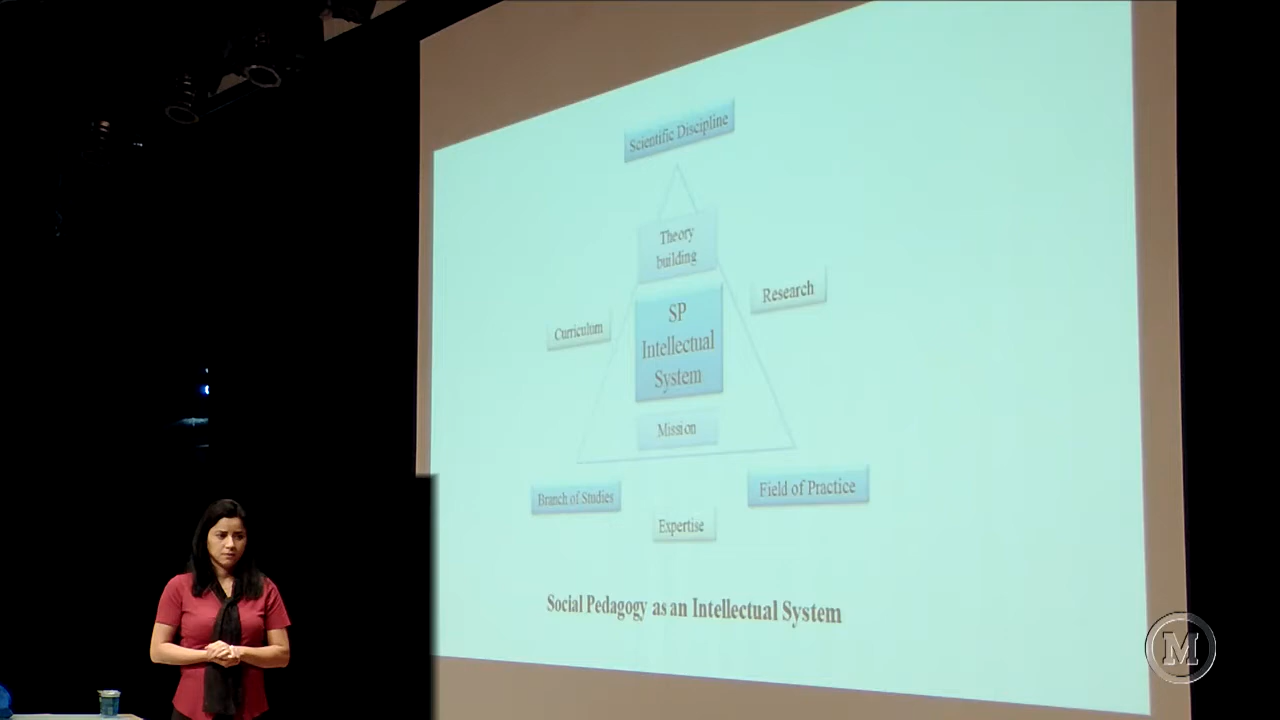 Scientific Discipline
Theory
building
Research
Curriculum
SP
Intellectual
System
Mission
Branch of Studies
Field of Practice
Expertise
Social Pedagogy as an Intellectual System
M